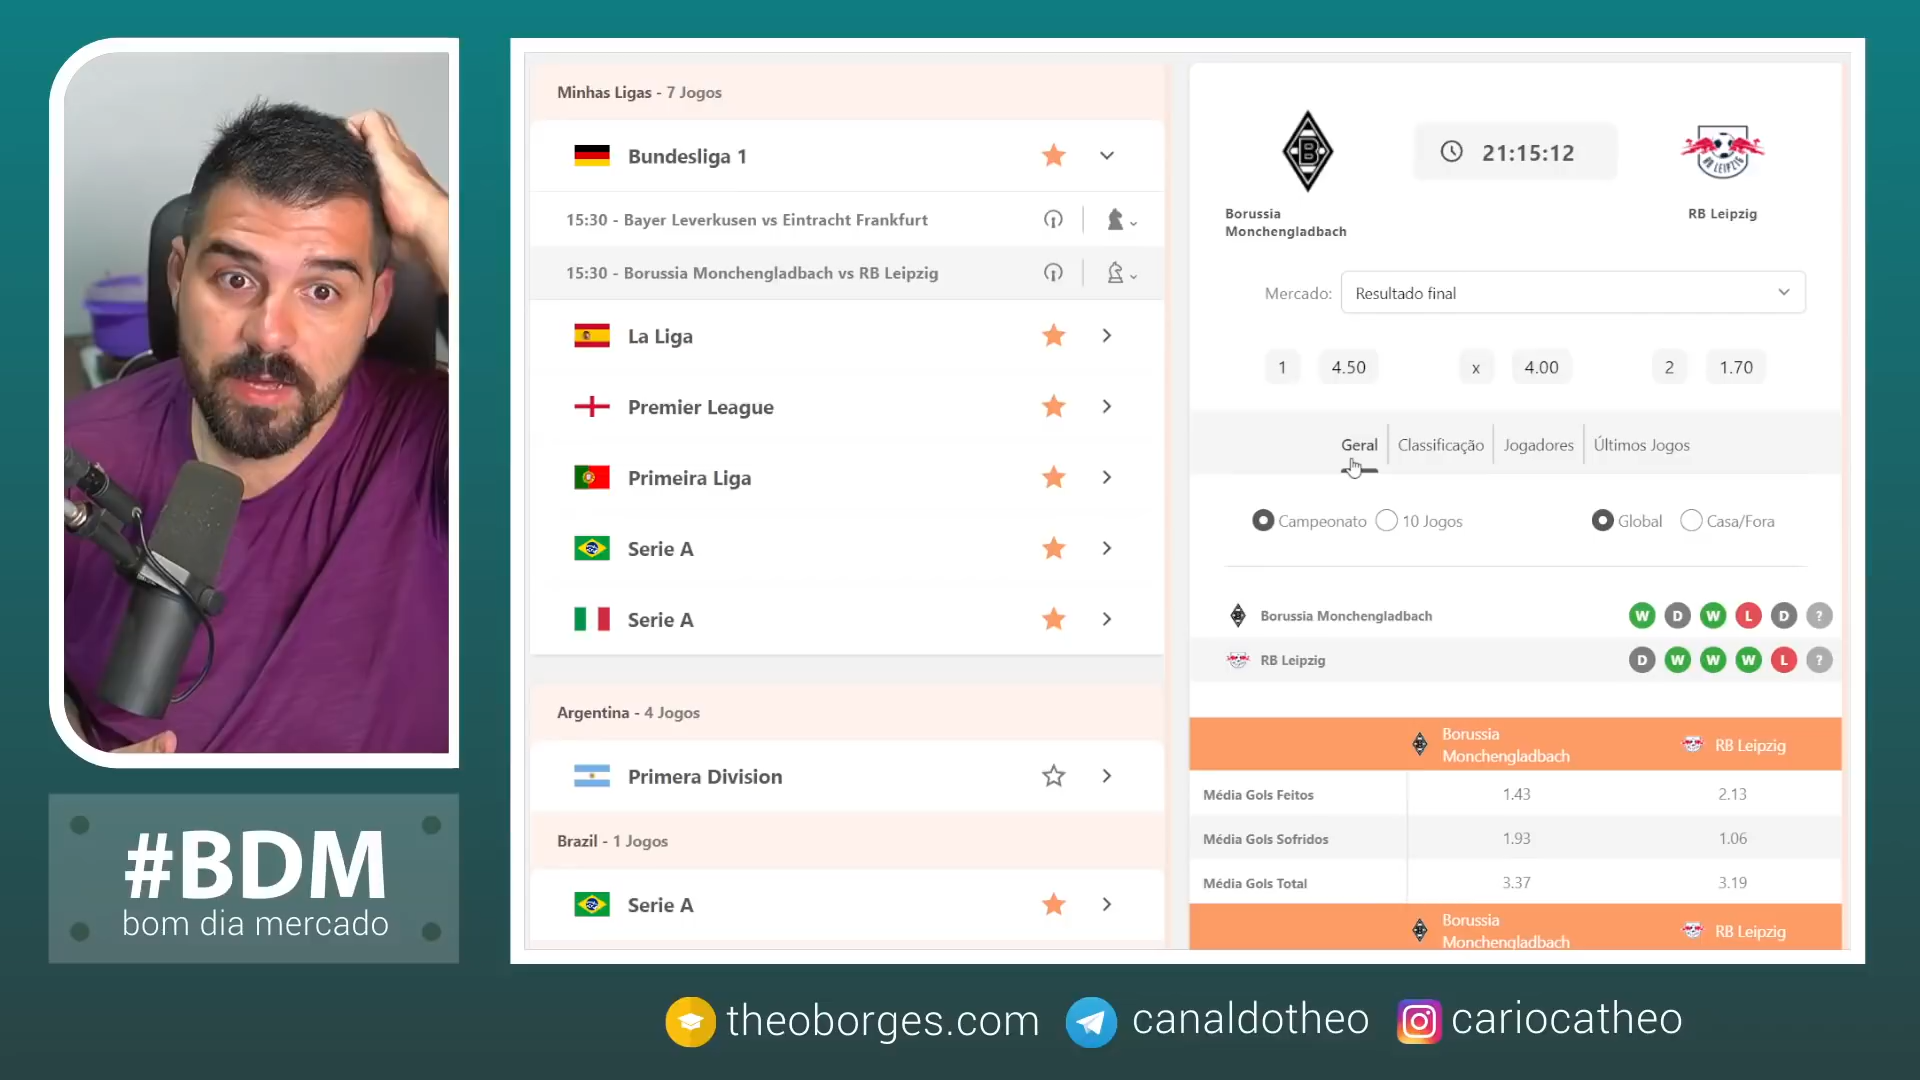 #BDM
bom dia mercado
Minhas Ligas - 7 Jogos
Bundesliga 1
15:30 - Bayer Leverkusen vs Eintracht Frankfurt
15:30 - Borussia Monchengladbach vs RB Leipzig
La Liga
Premier League
Primeira Liga
Serie A
Serie A
Argentina - 4 Jogos
Primera Division
Brazil - 1 Jogos
Serie A
B
21:15:12
RB LEIPZIG
Borussia
Monchengladbach
RB Leipzig
Mercado: Resultado final
1 4.50 x 4.00 2 1.70
Geral Classificação Jogadores Últimos Jogos
Campeonato 10 Jogos Global Casa/Fora
Borussia Monchengladbach W D W L D ?
RB Leipzig D W W W L ?
Borussia
Monchengladbach
RB Leipzig
Média Gols Feitos 1.43 2.13
Média Gols Sofridos 1.93 1.06
Média Gols Total 3.37 3.19
Borussia
Monchengladbach
RB Leipzig
theoborges.com canaldotheo cariocatheo